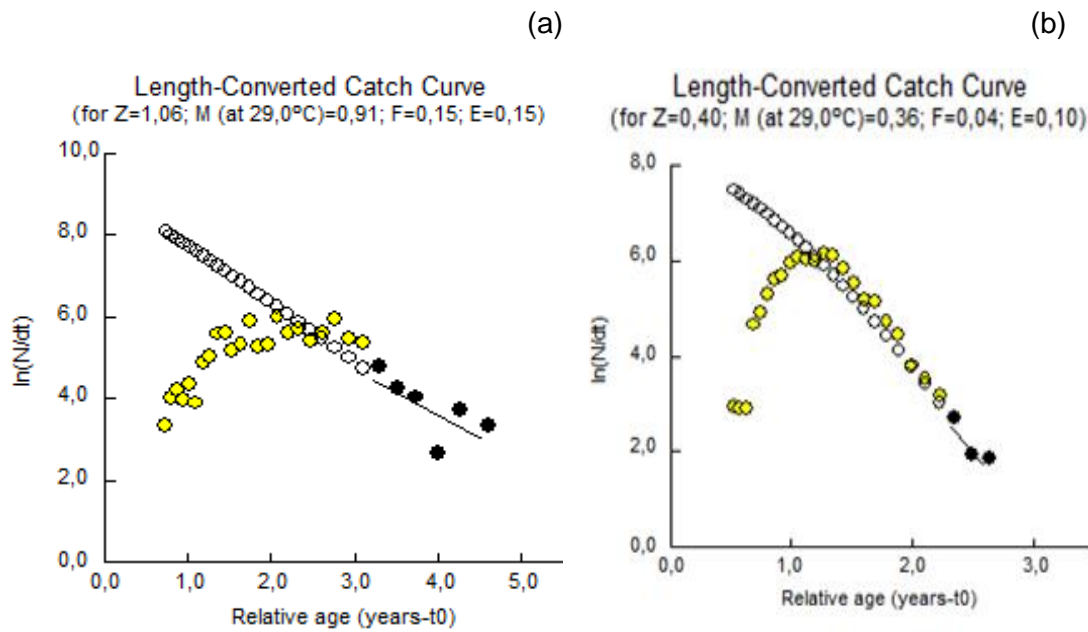 (a)
Length-Converted Catch Curve
(for Z=1,06; M (at 29,0ºC)=0,91; F=0,15; E=0,15)
10,0
8,0
6,0
4,0
2,0
0,0
ln(N/dt)
0,0 1,0 2,0 3,0 4,0 5,0
Relative age (years-t0)
(b)
Length-Converted Catch Curve
(for Z=0,40; M (at 29,0ºC)=0,36; F=0,04; E=0,10)
8,0
6,0
4,0
2,0
0,0
ln(N/dt)
0,0 1,0 2,0 3,0
Relative age (years-t0)